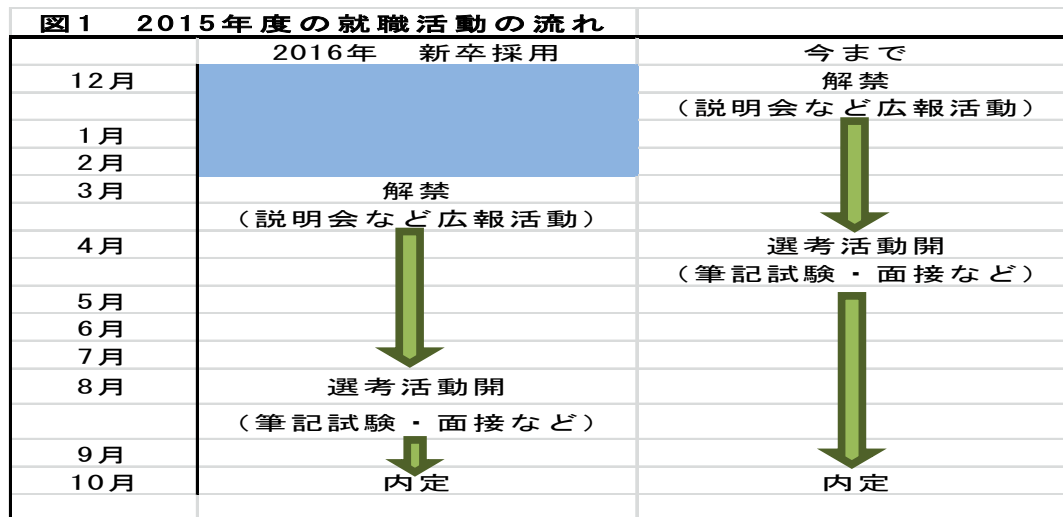 図1　2015年度の就職活動の流れ
2016年　新卒採用　今まで
12月　解禁
（説明会など広報活動）
1月
2月
3月　解禁
（説明会など広報活動）
4月　選考活動開
（筆記試験・面接など）
5月
6月
7月
8月　選考活動開
（筆記試験・面接など）
9月
10月　内定　内定